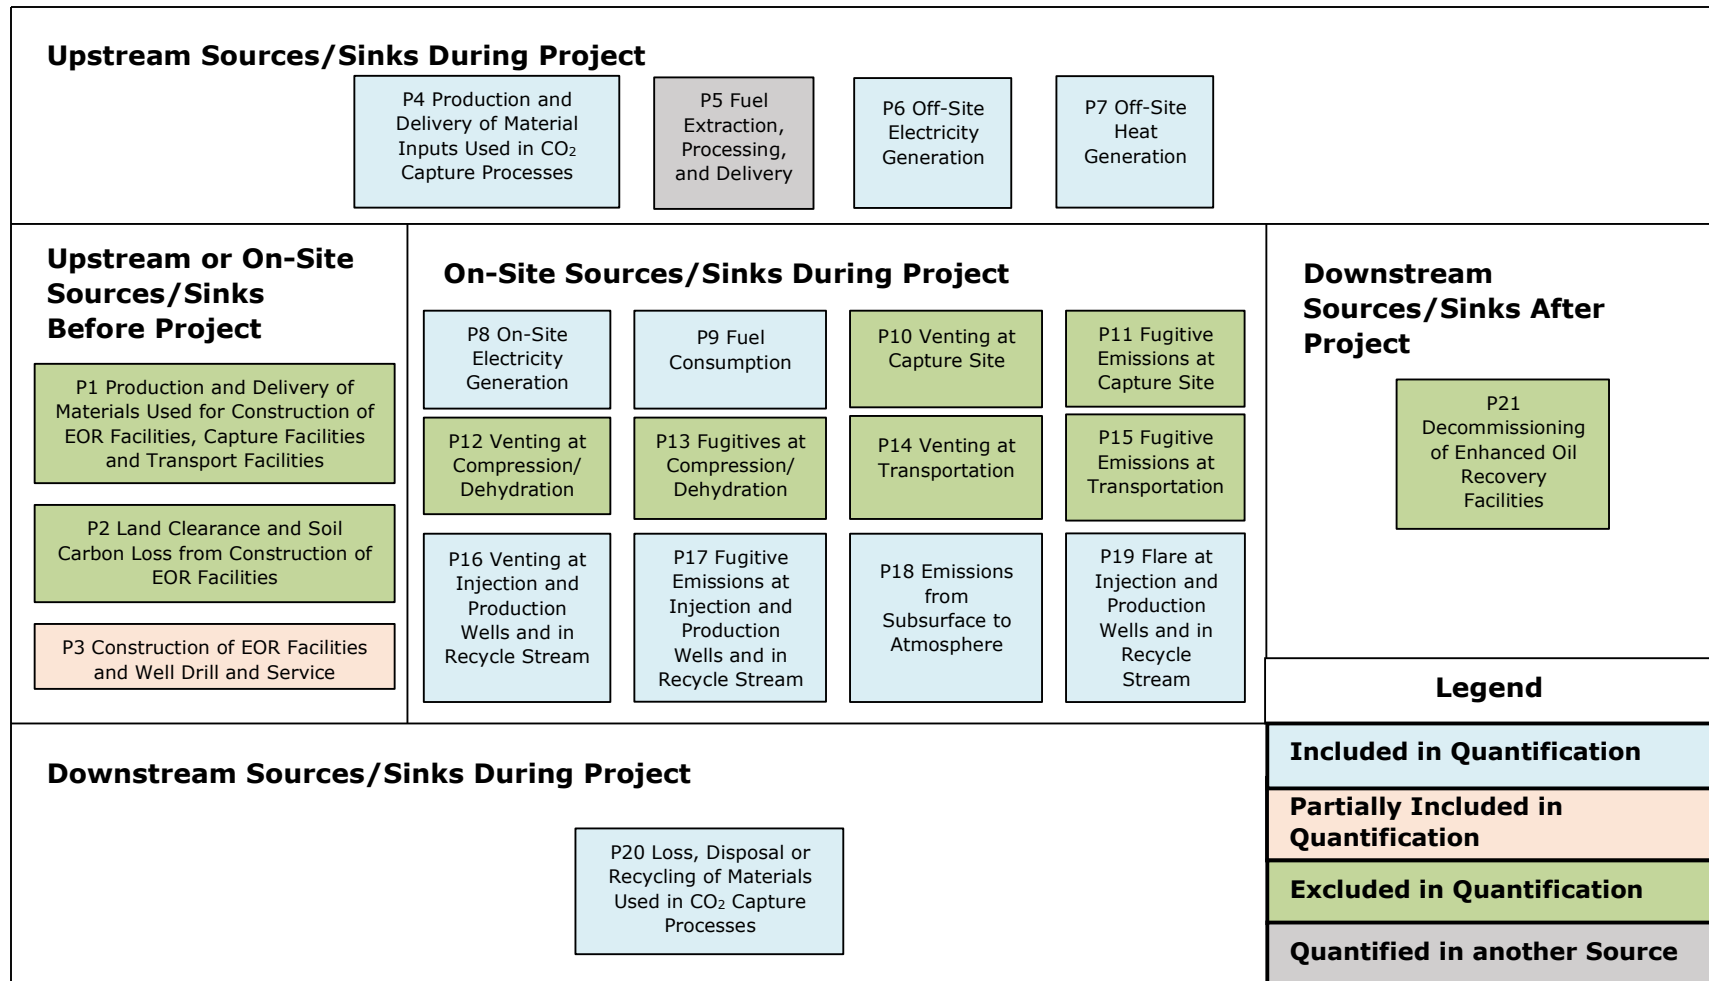 Upstream Sources/Sinks During Project
P4 Production and
Delivery of Material
Inputs Used in CO₂
Capture Processes
P5 Fuel
Extraction,
Processing,
and Delivery
P6 Off-Site
Electricity
Generation
P7 Off-Site
Heat
Generation
Upstream or On-Site
Sources/Sinks
Before Project
P1 Production and Delivery of
Materials Used for Construction of
EOR Facilities, Capture Facilities
and Transport Facilities
P2 Land Clearance and Soil
Carbon Loss from Construction of
EOR Facilities
P3 Construction of EOR Facilities
and Well Drill and Service
On-Site Sources/Sinks During Project
P8 On-Site
Electricity
Generation
P9 Fuel
Consumption
P10 Venting at
Capture Site
P11 Fugitive
Emissions at
Capture Site
P12 Venting at
Compression/
Dehydration
P13 Fugitives at
Compression/
Dehydration
P14 Venting at
Transportation
P15 Fugitive
Emissions at
Transportation
P16 Venting at
Injection and
Production
Wells and in
Recycle Stream
P17 Fugitive
Emissions at
Injection and
Production
Wells and in
Recycle Stream
P18 Emissions
from
Subsurface to
Atmosphere
P19 Flare at
Injection and
Production
Wells and in
Recycle
Stream
Downstream
Sources/Sinks After
Project
P21
Decommissioning
of Enhanced Oil
Recovery
Facilities
Downstream Sources/Sinks During Project
P20 Loss, Disposal or
Recycling of Materials
Used in CO₂ Capture
Processes
Legend
Included in Quantification
Partially Included in
Quantification
Excluded in Quantification
Quantified in another Source